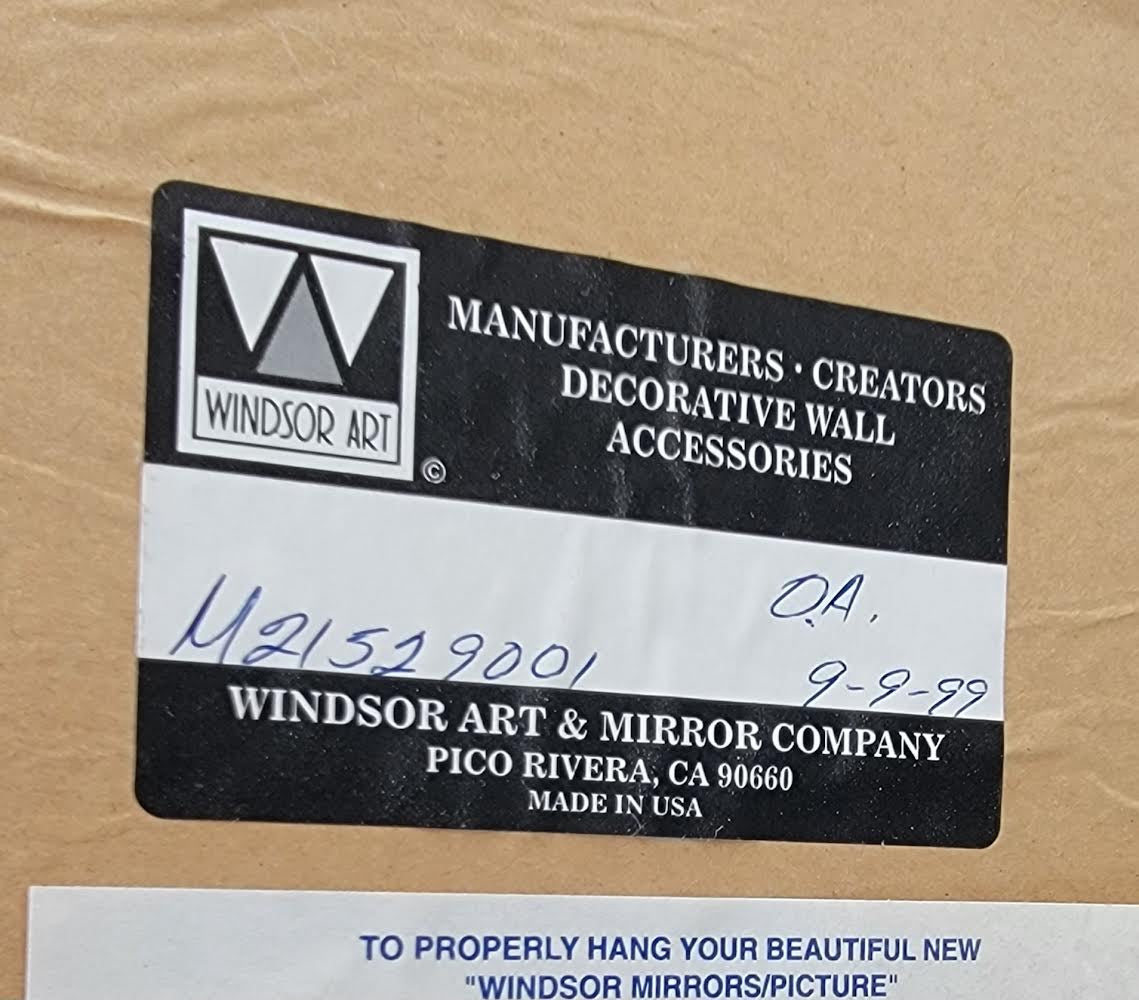 WINDSOR ART
©
MANUFACTURERS · CREATORS
DECORATIVE WALL
ACCESSORIES
M21529001
O.A.
9-9-99
WINDSOR ART & MIRROR COMPANY
PICO RIVERA, CA 90660
MADE IN USA
TO PROPERLY HANG YOUR BEAUTIFUL NEW
"WINDSOR MIRRORS/PICTURE"